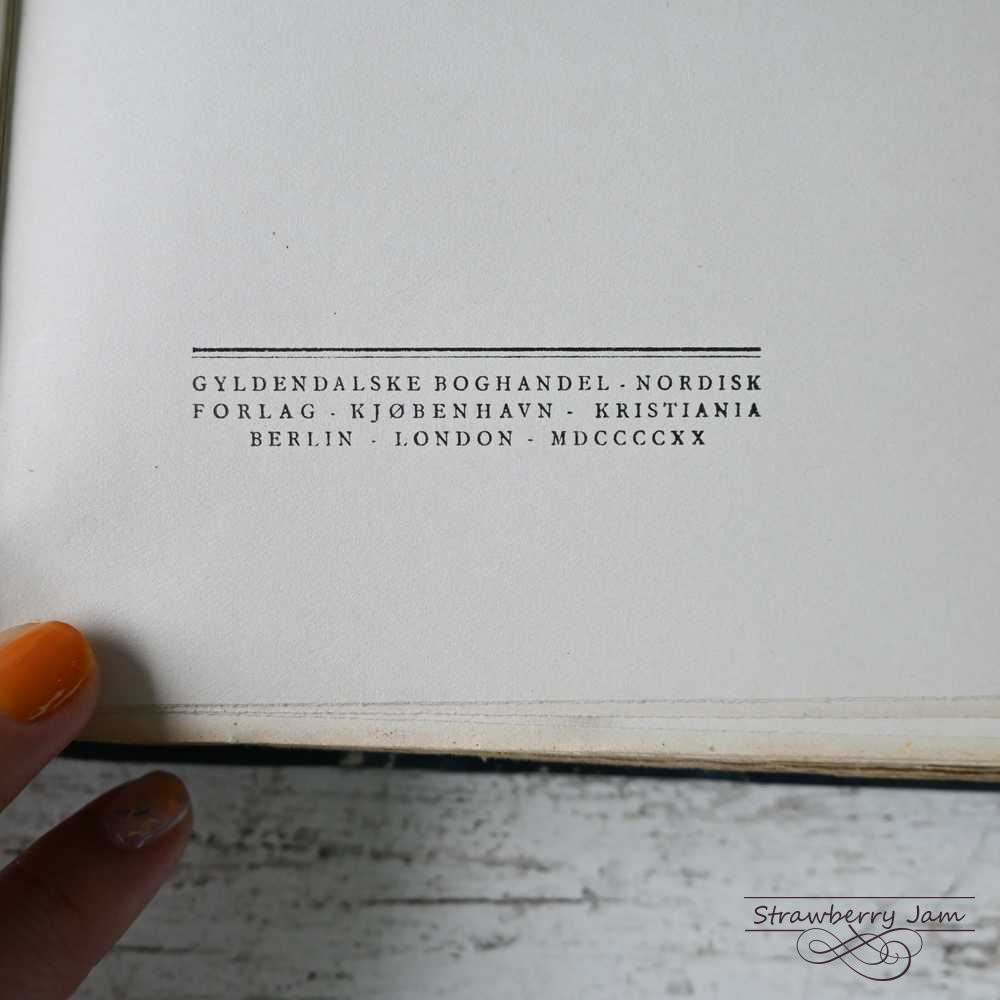 GYLDENDALSKE BOGHANDEL - NORDISK
FORLAG - KJØBENHAVN - KRISTIANIA
BERLIN - LONDON - MDCCCCXX
Strawberry Jam